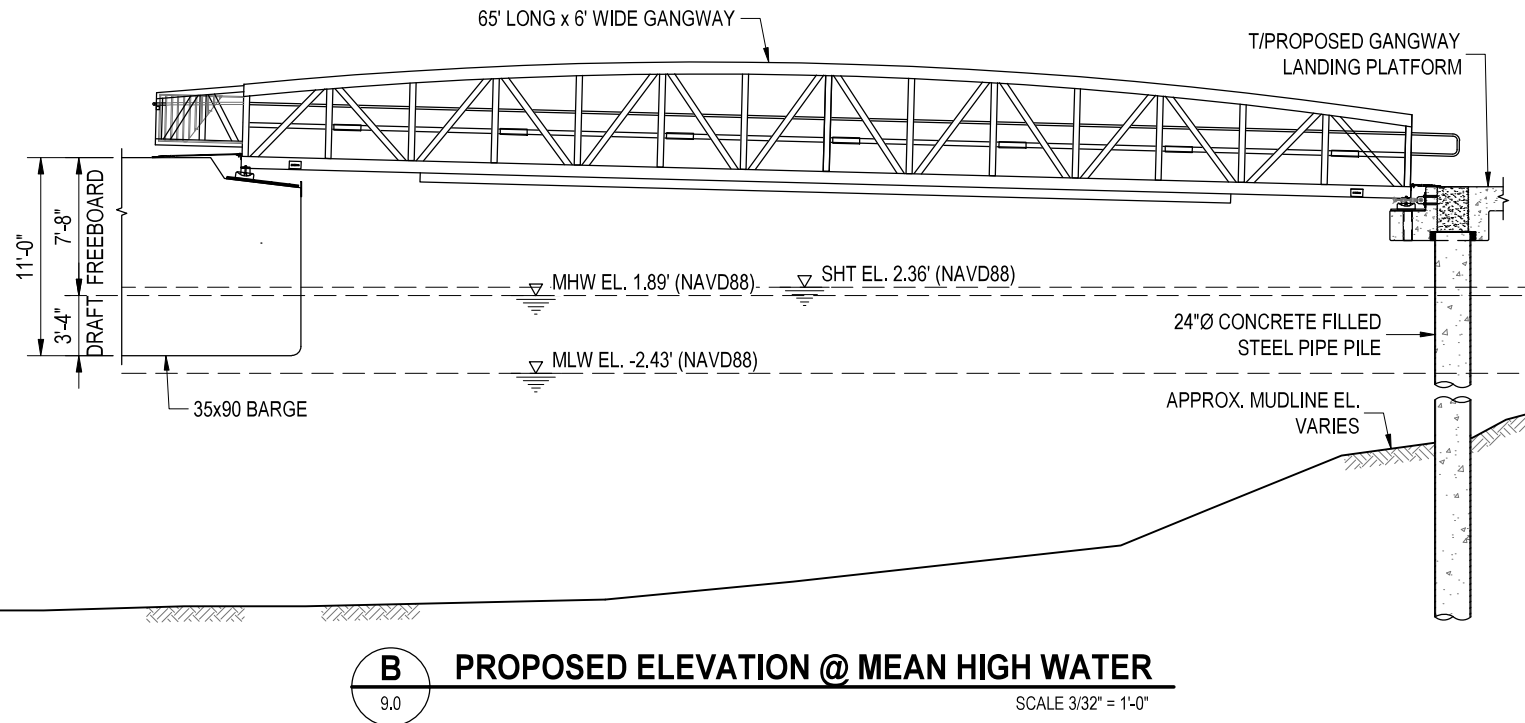 65' LONG x 6' WIDE GANGWAY
T/PROPOSED GANGWAY
LANDING PLATFORM
11'-0"
7'-8"
3'-4"
FREEBOARD
DRAFT
MHW EL. 1.89' (NAVD88)
SHT EL. 2.36' (NAVD88)
24"Ø CONCRETE FILLED
STEEL PIPE PILE
MLW EL. -2.43' (NAVD88)
35x90 BARGE
APPROX. MUDLINE EL.
VARIES
B
9.0
PROPOSED ELEVATION @ MEAN HIGH WATER
SCALE 3/32" = 1'-0"